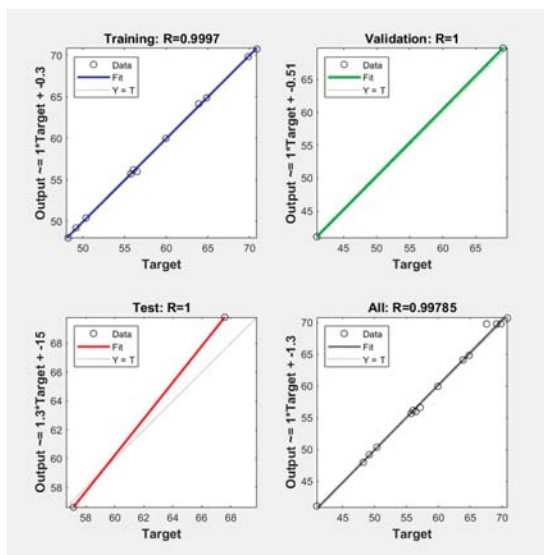 Training: R=0.9997
Output ~= 1*Target + -0.3
70
65
60
55
50
Data
Fit
Y = T
50 55 60 65 70
Target
Validation: R=1
Output ~= 1*Target + -0.51
65
60
55
50
45
41
Data
Fit
Y = T
45 50 55 60 65
Target
Test: R=1
Output ~= 1.3*Target + -15
68
66
64
62
60
58
Data
Fit
Y = T
58 60 62 64 66 68
Target
All: R=0.99785
Output ~= 1*Target + -1.3
70
65
60
55
50
45
Data
Fit
Y = T
45 50 55 60 65 70
Target